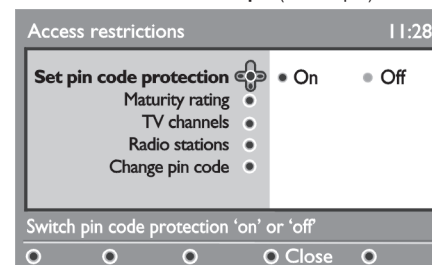 Access restrictions 11:28
Set pin code protection On Off
Maturity rating
TV channels
Radio stations
Change pin code
Switch pin code protection 'on' or 'off'
Close